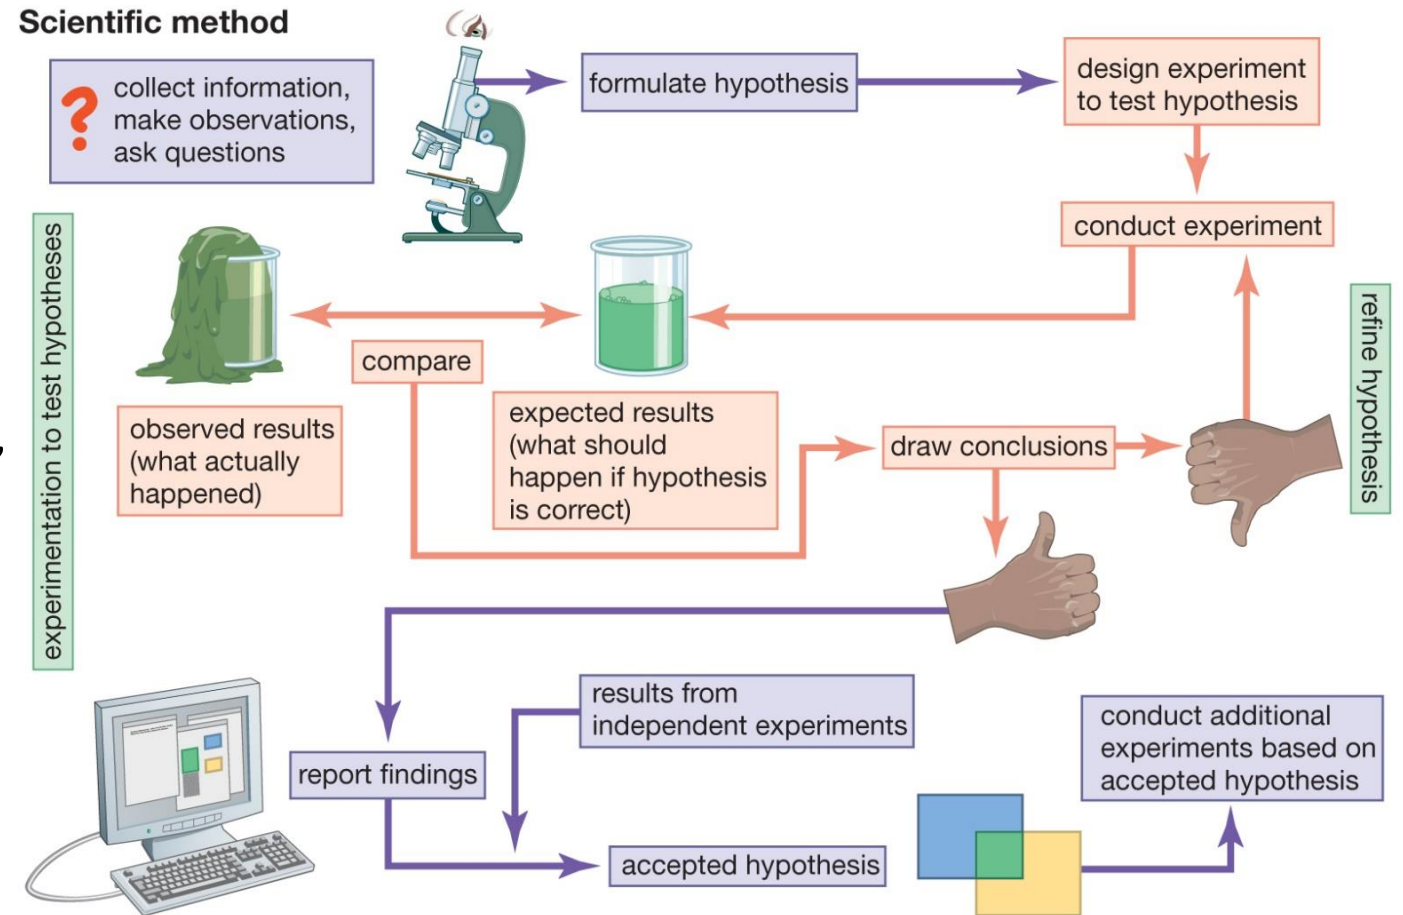 Scientific method
collect information,
make observations,
ask questions
formulate hypothesis
design experiment
to test hypothesis
conduct experiment
experimentation to test hypotheses
refine hypothesis
compare
observed results
(what actually
happened)
expected results
(what should
happen if hypothesis
is correct)
draw conclusions
results from
independent experiments
report findings
accepted hypothesis
conduct additional
experiments based on
accepted hypothesis